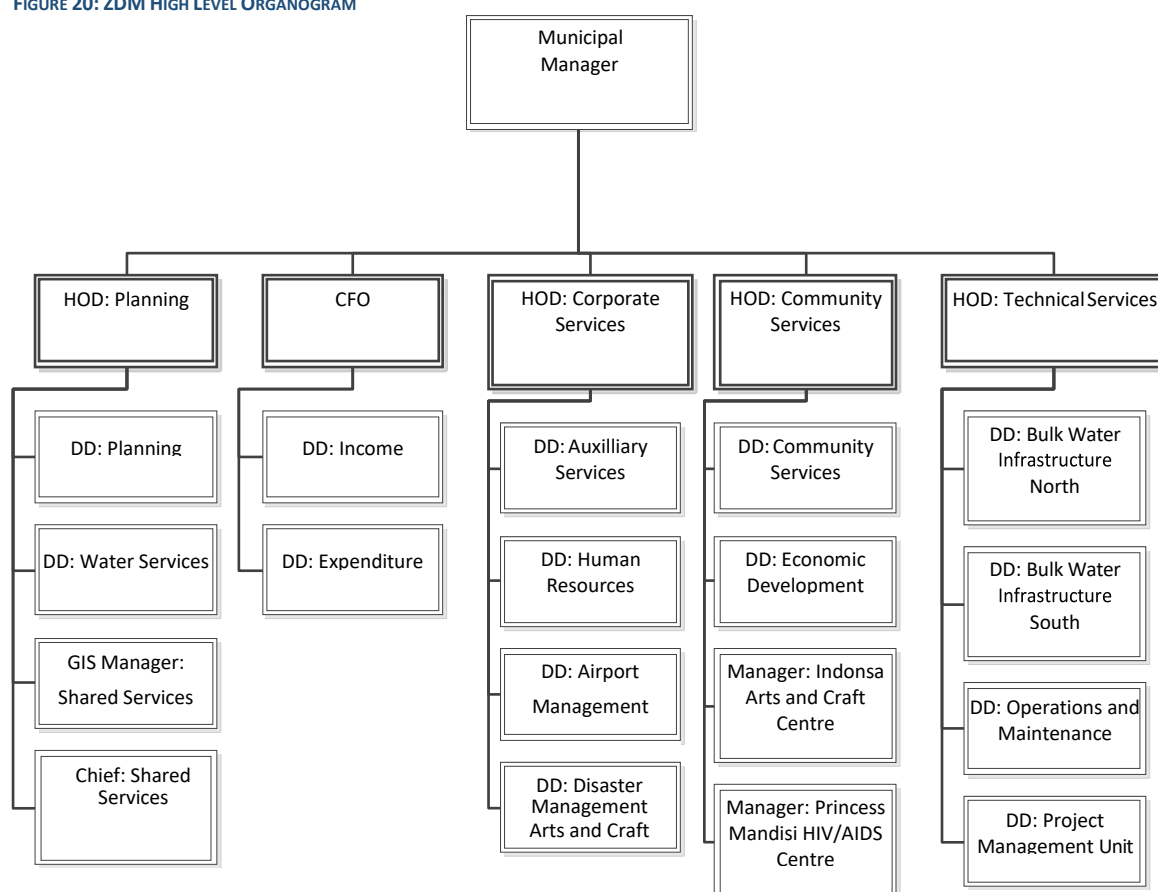 FIGURE 20: ZDM HIGH LEVEL ORGANOGRAM
Municipal
Manager
HOD: Planning
CFO
HOD: Corporate
Services
HOD: Community
Services
HOD: Technical Services
DD: Planning
DD: Water Services
GIS Manager:
Shared Services
Chief: Shared
Services
DD: Income
DD: Expenditure
DD: Auxilliary
Services
DD: Human
Resources
DD: Airport
Management
DD: Disaster
Management
Arts and Craft
DD: Community
Services
DD: Economic
Development
Manager: Indonsa
Arts and Craft
Centre
Manager: Princess
Mandisi HIV/AIDS
Centre
DD: Bulk Water
Infrastructure
North
DD: Bulk Water
Infrastructure
South
DD: Operations and
Maintenance
DD: Project
Management Unit